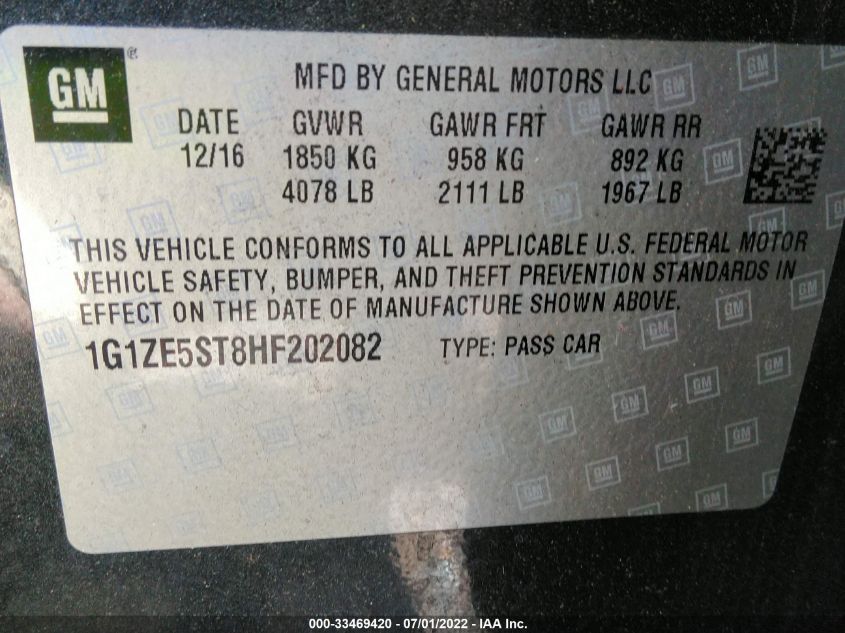 GM
MFD BY GENERAL MOTORS LLC
DATE GVWR GAWR FRT GAWR RR
12/16 1850 KG 958 KG 892 KG
4078 LB 2111 LB 1967 LB
THIS VEHICLE CONFORMS TO ALL APPLICABLE U.S. FEDERAL MOTOR
VEHICLE SAFETY, BUMPER, AND THEFT PREVENTION STANDARDS IN
EFFECT ON THE DATE OF MANUFACTURE SHOWN ABOVE.
1G1ZE5ST8HF202082 TYPE: PASS CAR
000-33469420 - 07/01/2022 - IAA Inc.